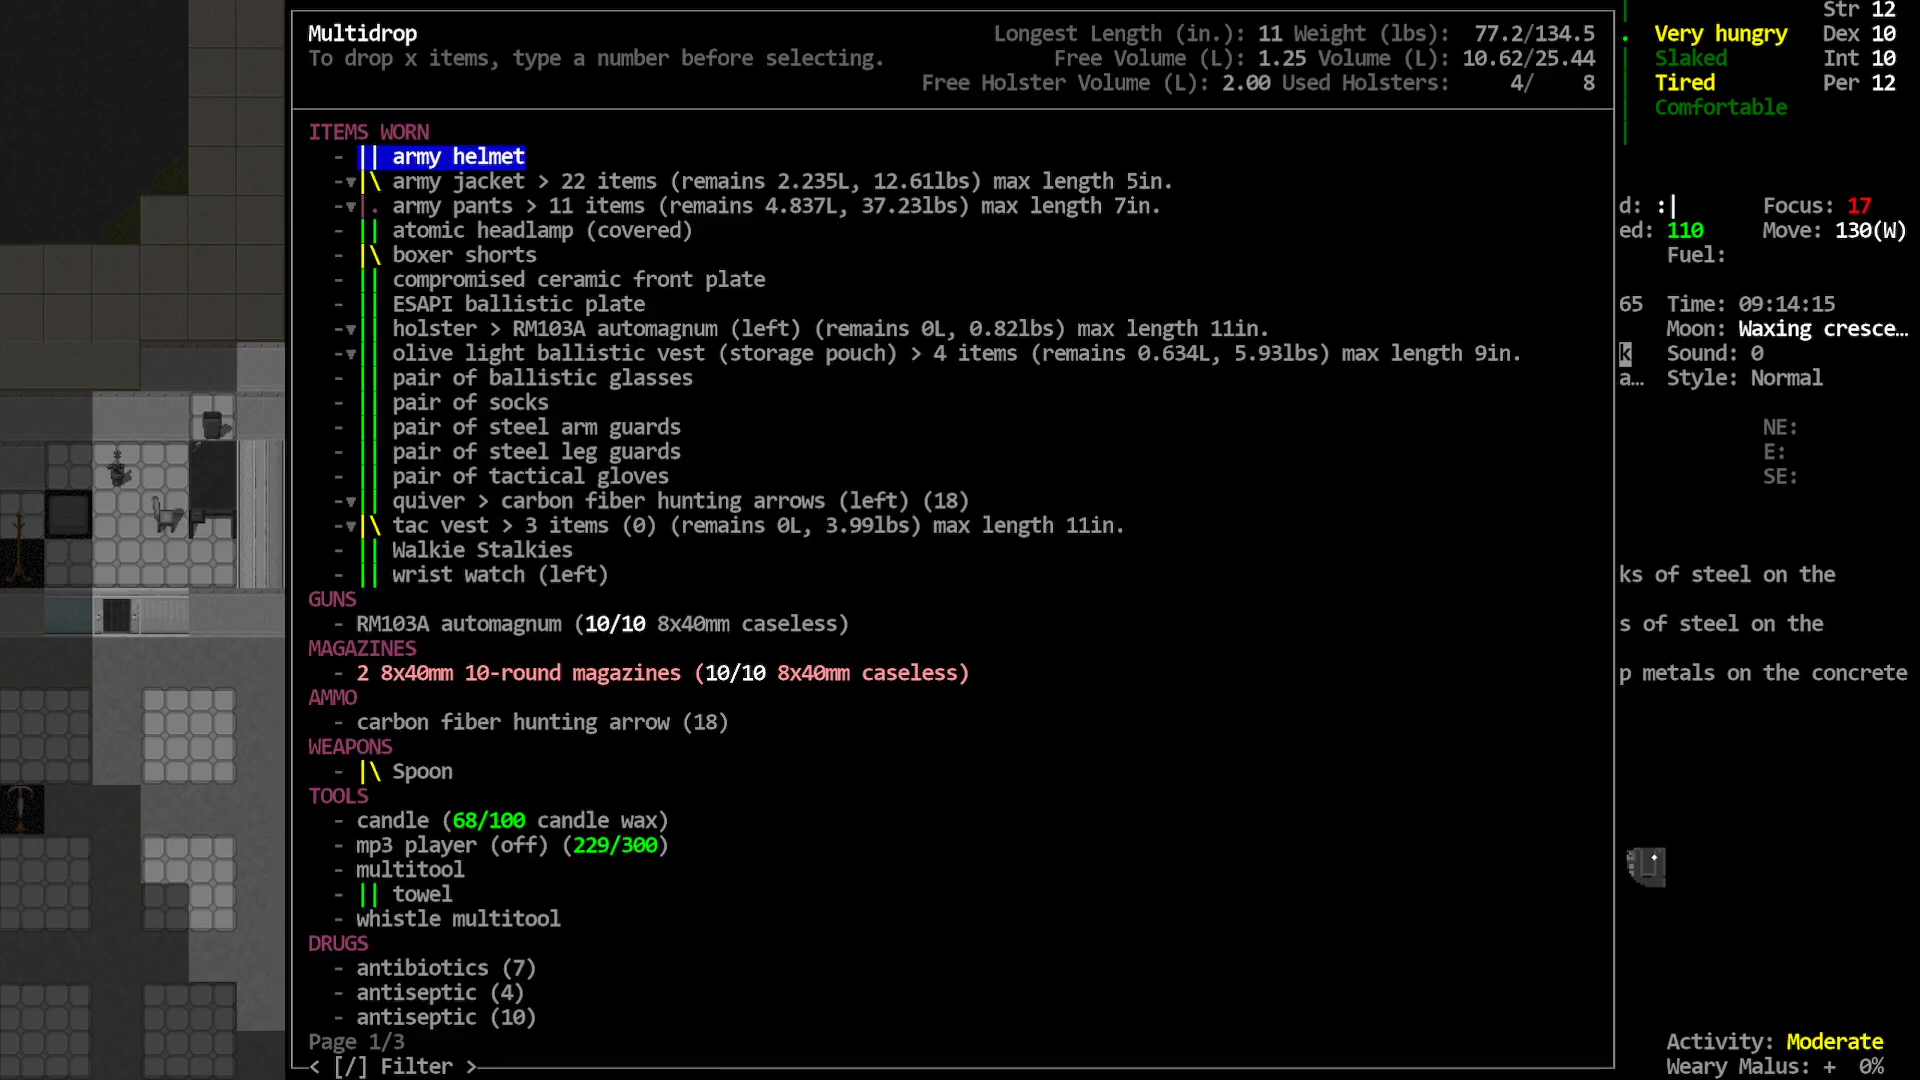 Multidrop
To drop x items, type a number before selecting.
Longest Length (in.): 11 Weight (lbs): 77.2/134.5
Free Volume (L): 1.25 Volume (L): 10.62/25.44
Free Holster Volume (L): 2.00 Used Holsters: 4/ 8
ITEMS WORN
- || army helmet
-▾|\ army jacket > 22 items (remains 2.235L, 12.61lbs) max length 5in.
-▾|. army pants > 11 items (remains 4.837L, 37.23lbs) max length 7in.
- || atomic headlamp (covered)
- |\ boxer shorts
- || compromised ceramic front plate
- || ESAPI ballistic plate
-▾|| holster > RM103A automagnum (left) (remains 0L, 0.82lbs) max length 11in.
-▾|| olive light ballistic vest (storage pouch) > 4 items (remains 0.634L, 5.93lbs) max length 9in.
- || pair of ballistic glasses
- || pair of socks
- || pair of steel arm guards
- || pair of steel leg guards
- || pair of tactical gloves
-▾|| quiver > carbon fiber hunting arrows (left) (18)
-▾|\ tac vest > 3 items (0) (remains 0L, 3.99lbs) max length 11in.
- || Walkie Stalkies
- || wrist watch (left)
GUNS
- RM103A automagnum (10/10 8x40mm caseless)
MAGAZINES
- 2 8x40mm 10-round magazines (10/10 8x40mm caseless)
AMMO
- carbon fiber hunting arrow (18)
WEAPONS
- |\ Spoon
TOOLS
- candle (68/100 candle wax)
- mp3 player (off) (229/300)
- multitool
- || towel
- whistle multitool
DRUGS
- antibiotics (7)
- antiseptic (4)
- antiseptic (10)
Page 1/3
< [/] Filter >
Str 12
. Very hungry Dex 10
Slaked Int 10
Tired Per 12
Comfortable
d: :| Focus: 17
ed: 110 Move: 130(W)
Fuel:
65 Time: 09:14:15
Moon: Waxing cresce…
k Sound: 0
a… Style: Normal
NE:
E:
SE:
ks of steel on the
s of steel on the
p metals on the concrete
Activity: Moderate
Weary Malus: + 0%